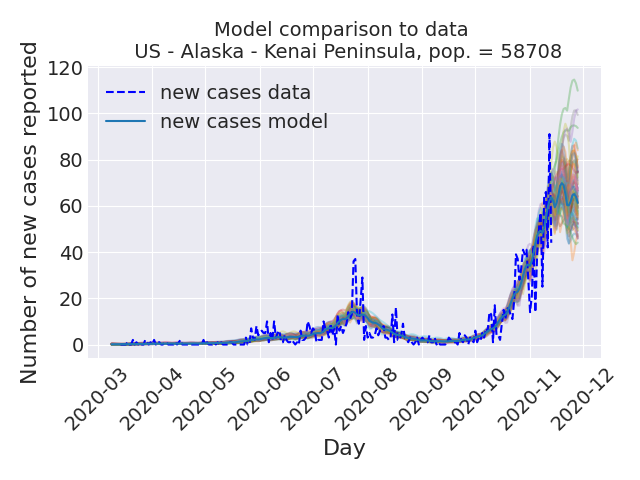 Model comparison to data
US - Alaska - Kenai Peninsula, pop. = 58708
120
100
80
60
40
20
0
Number of new cases reported
new cases data
new cases model
2020-03
2020-04
2020-05
2020-06
2020-07
2020-08
2020-09
2020-10
2020-11
2020-12
Day